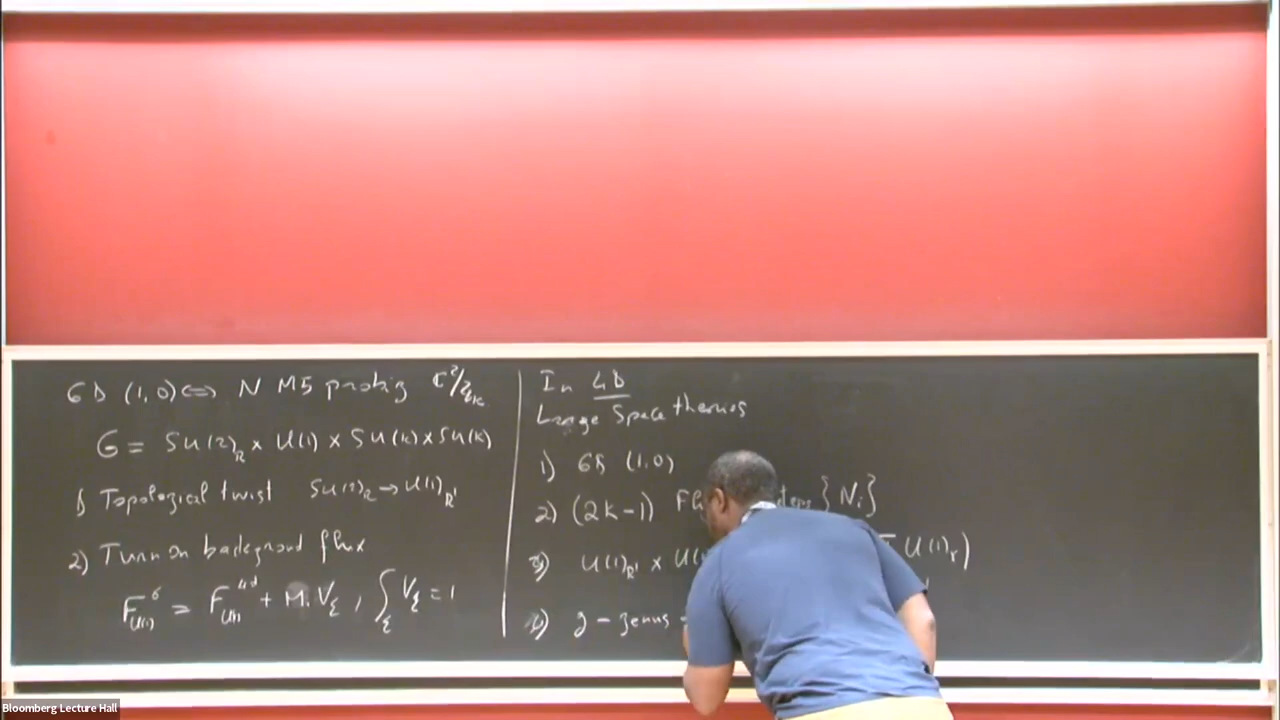 6D (1,0) ⟺ N M5 probing ℂ²/ℤ_k
G = SU(2)_R × U(1) × SU(k) × SU(k)
1) Topological twist SU(2)_R → U(1)_R'
2) Turn on background flux
F^6_U(1) = F^4d_U(1) + M. V_Σ , ∫_Σ V_Σ = 1
In 4D
Large Space theories
1) 6D (1,0)
2) (2k-1) Fl {N_i}
3) U(1)_R' × U(1)_r)
4) g - genus
Bloomberg Lecture Hall